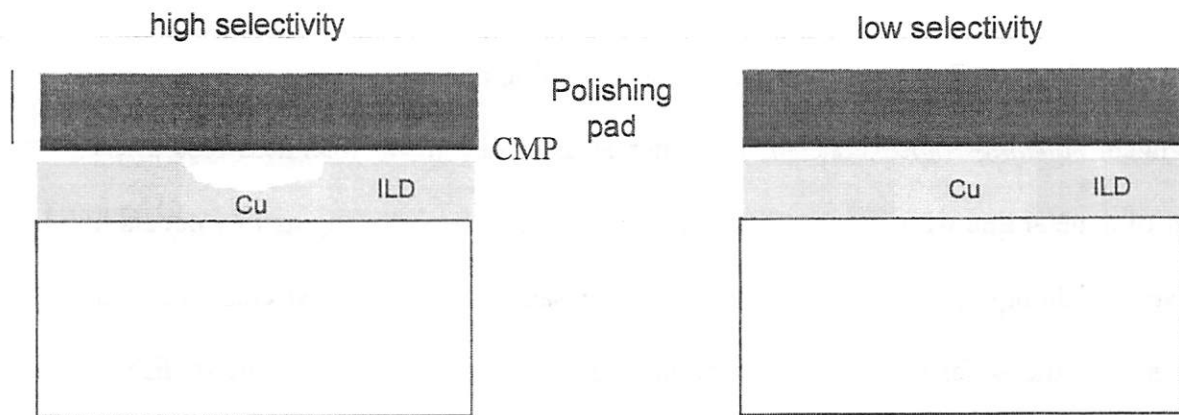 high selectivity
low selectivity
Polishing
pad
CMP
Cu
ILD
Cu
ILD